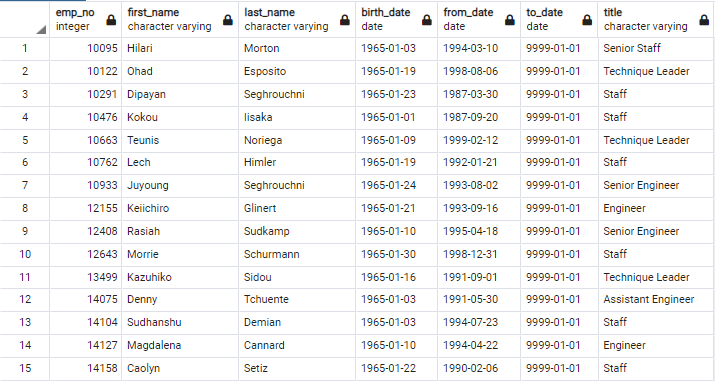 emp_no first_name last_name birth_date from_date to_date title
integer character varying character varying date date date character varying
1 10095 Hilari Morton 1965-01-03 1994-03-10 9999-01-01 Senior Staff
2 10122 Ohad Esposito 1965-01-19 1998-08-06 9999-01-01 Technique Leader
3 10291 Dipayan Seghrouchni 1965-01-23 1987-03-30 9999-01-01 Staff
4 10476 Kokou Iisaka 1965-01-01 1987-09-20 9999-01-01 Staff
5 10663 Teunis Noriega 1965-01-09 1999-02-12 9999-01-01 Technique Leader
6 10762 Lech Himler 1965-01-19 1992-01-21 9999-01-01 Staff
7 10933 Juyoung Seghrouchni 1965-01-24 1993-08-02 9999-01-01 Senior Engineer
8 12155 Keiichiro Glinert 1965-01-21 1993-09-16 9999-01-01 Engineer
9 12408 Rasiah Sudkamp 1965-01-10 1995-04-18 9999-01-01 Senior Engineer
10 12643 Morrie Schurmann 1965-01-30 1998-12-31 9999-01-01 Staff
11 13499 Kazuhiko Sidou 1965-01-16 1991-09-01 9999-01-01 Technique Leader
12 14075 Denny Tchuente 1965-01-03 1991-05-30 9999-01-01 Assistant Engineer
13 14104 Sudhanshu Demian 1965-01-03 1994-07-23 9999-01-01 Staff
14 14127 Magdalena Cannard 1965-01-10 1994-04-22 9999-01-01 Engineer
15 14158 Caolyn Setiz 1965-01-22 1990-02-06 9999-01-01 Staff